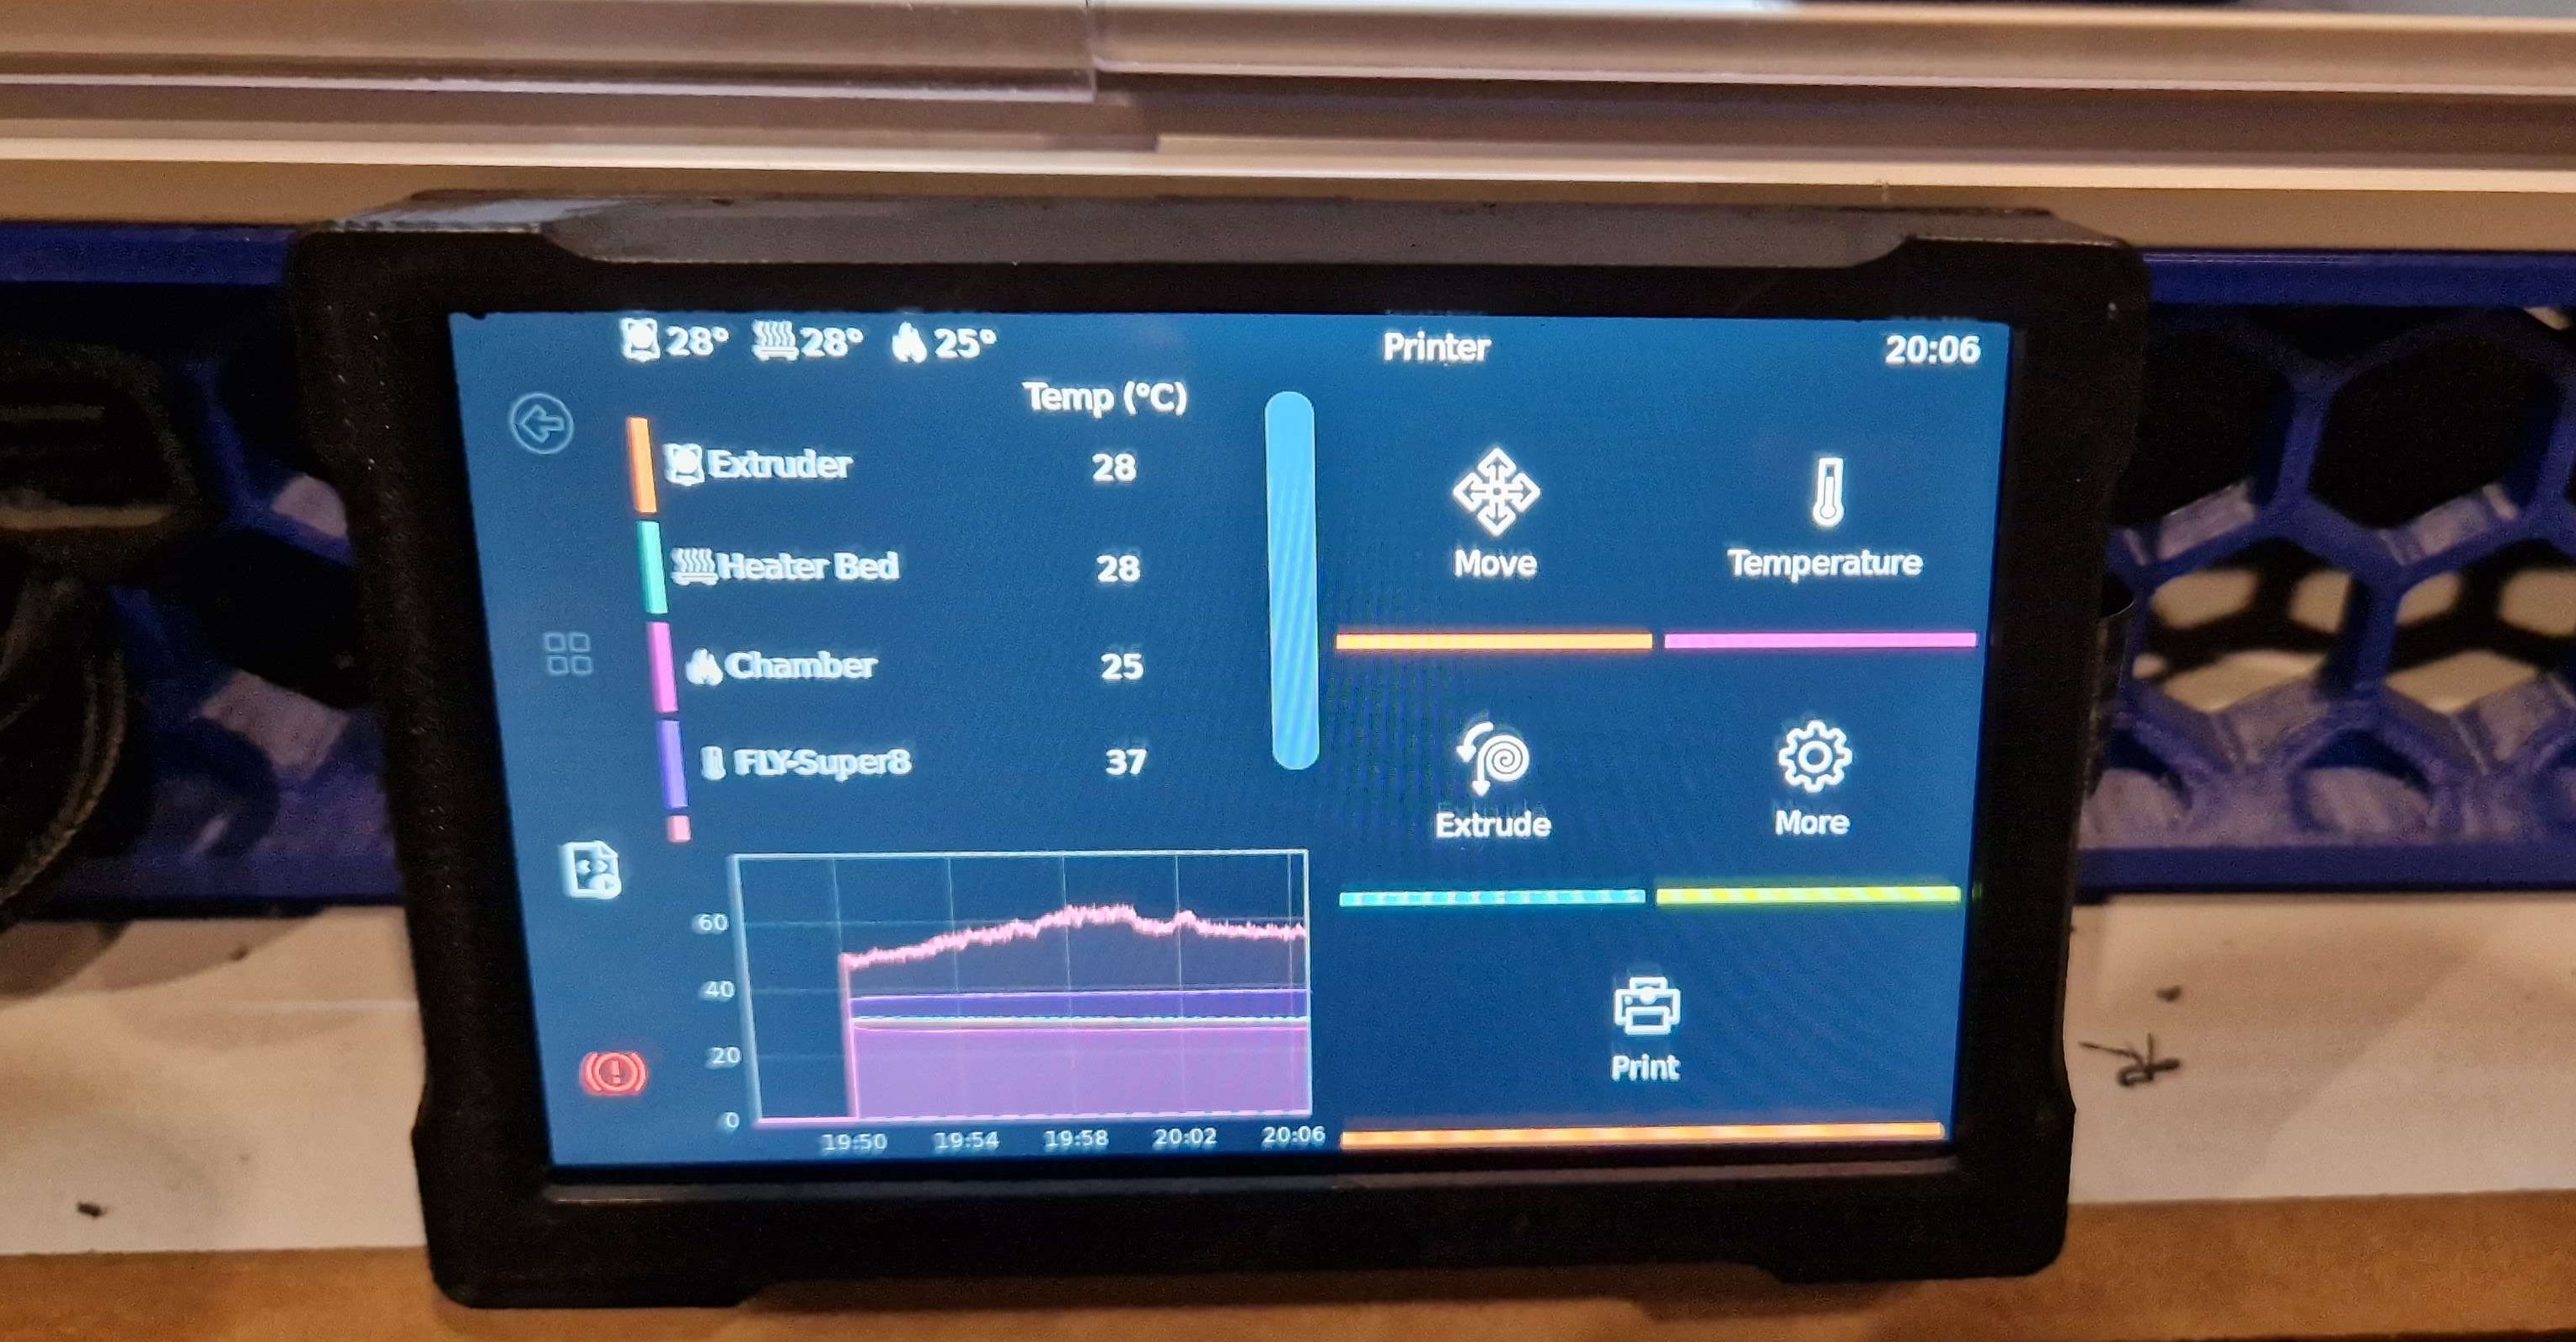 28° 28° 25° Printer 20:06
Temp (°C)
Extruder 28
Heater Bed 28
Chamber 25
FLY-Super8 37
Move
Temperature
Extrude
More
Print
60
40
20
0
19:50 19:54 19:58 20:02 20:06